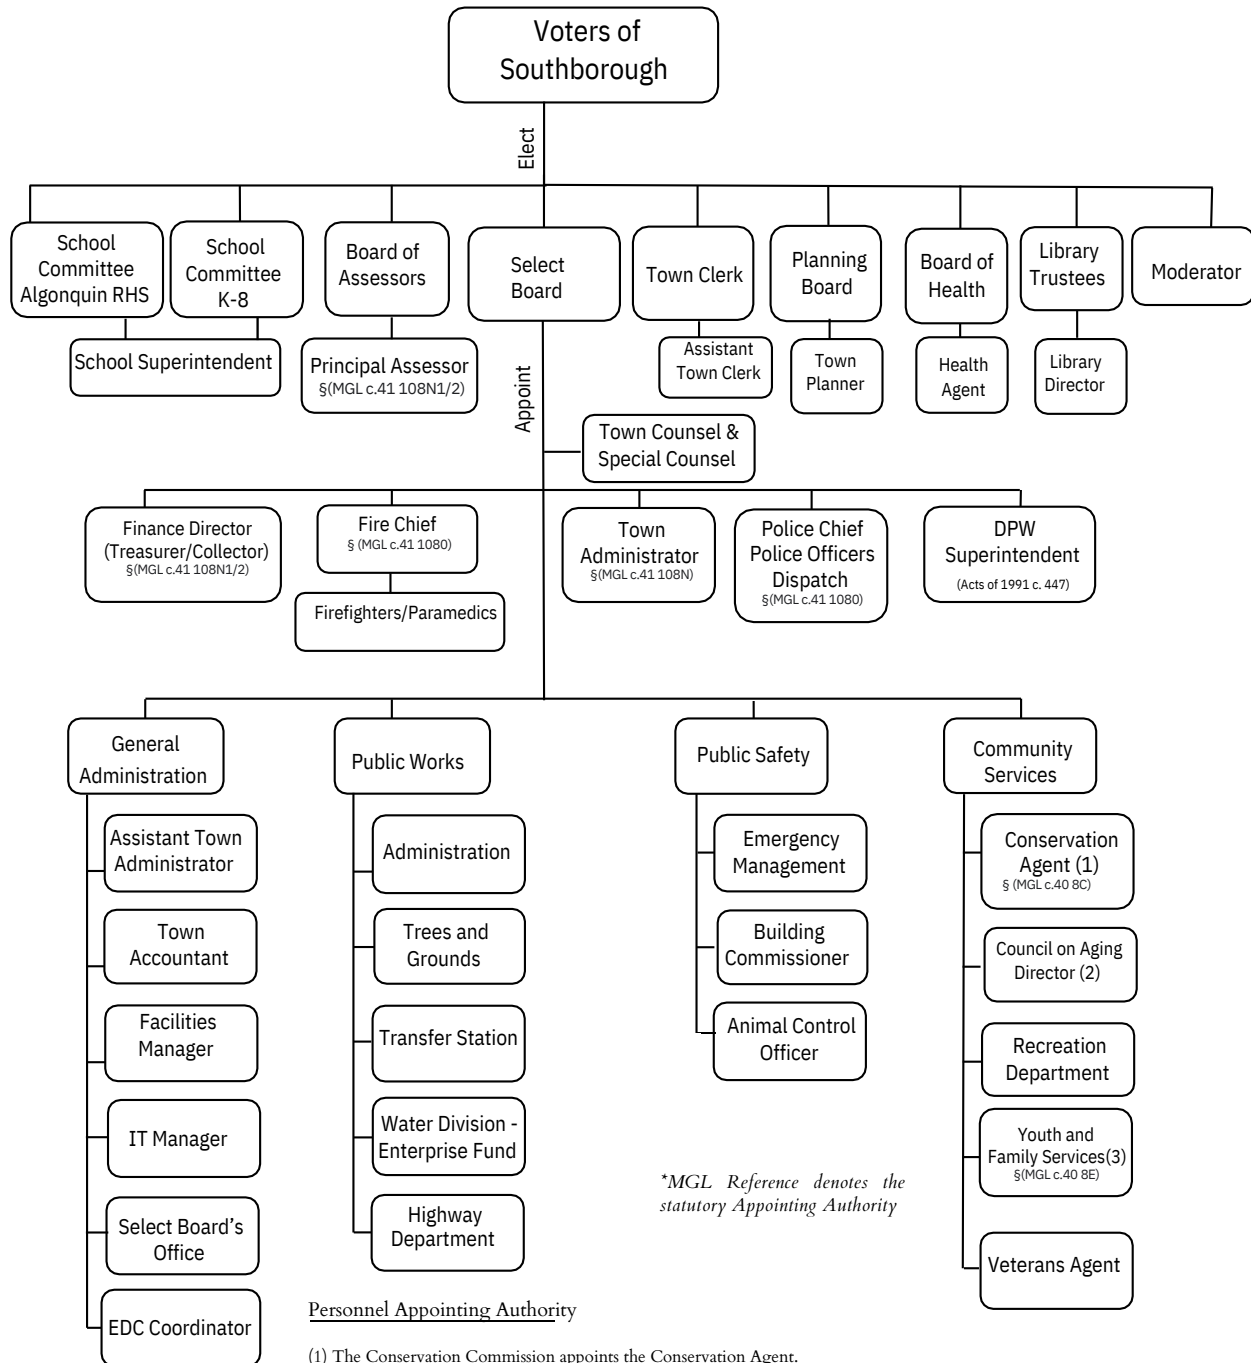 Voters of
Southborough
Elect
School
Committee
Algonquin RHS
School
Committee
K-8
Board of
Assessors
Select
Board
Town Clerk
Planning
Board
Board of
Health
Library
Trustees
Moderator
School Superintendent
Principal Assessor
§(MGL c.41 108N1/2)
Assistant
Town Clerk
Town
Planner
Health
Agent
Library
Director
Appoint
Town Counsel &
Special Counsel
Finance Director
(Treasurer/Collector)
§(MGL c.41 108N1/2)
Fire Chief
§ (MGL c.41 1080)
Firefighters/Paramedics
Town
Administrator
§(MGL c.41 108N)
Police Chief
Police Officers
Dispatch
§(MGL c.41 1080)
DPW
Superintendent
(Acts of 1991 c. 447)
General
Administration
Assistant Town
Administrator
Town
Accountant
Facilities
Manager
IT Manager
Select Board's
Office
EDC Coordinator
Public Works
Administration
Trees and
Grounds
Transfer Station
Water Division -
Enterprise Fund
Highway
Department
Public Safety
Emergency
Management
Building
Commissioner
Animal Control
Officer
Community
Services
Conservation
Agent (1)
§ (MGL c.40 8C)
Council on Aging
Director (2)
Recreation
Department
Youth and
Family Services(3)
§(MGL c.40 8E)
Veterans Agent
*MGL Reference denotes the
statutory Appointing Authority
Personnel Appointing Authority
(1) The Conservation Commission appoints the Conservation Agent.